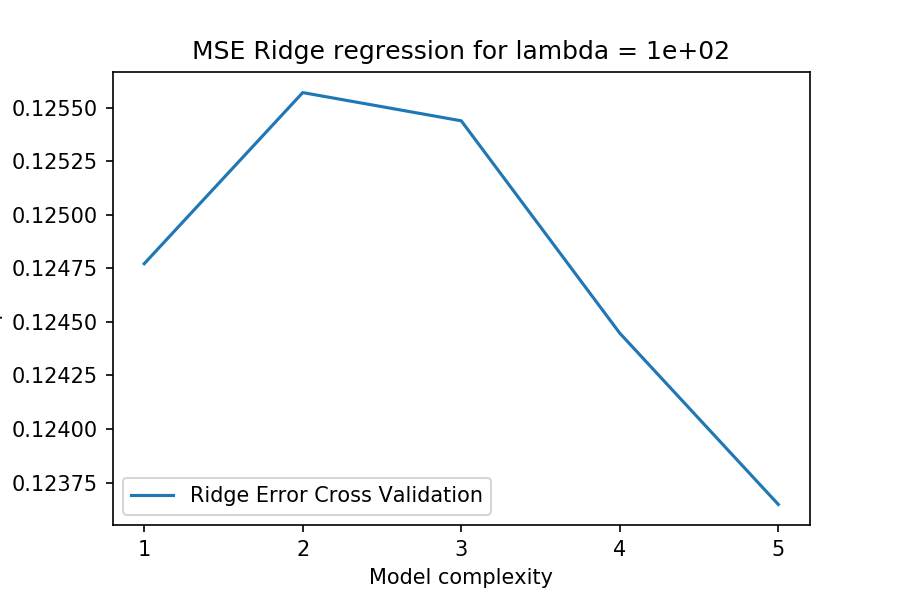 MSE Ridge regression for lambda = 1e+02
0.12550
0.12525
0.12500
0.12475
0.12450
0.12425
0.12400
0.12375
Ridge Error Cross Validation
1 2 3 4 5
Model complexity